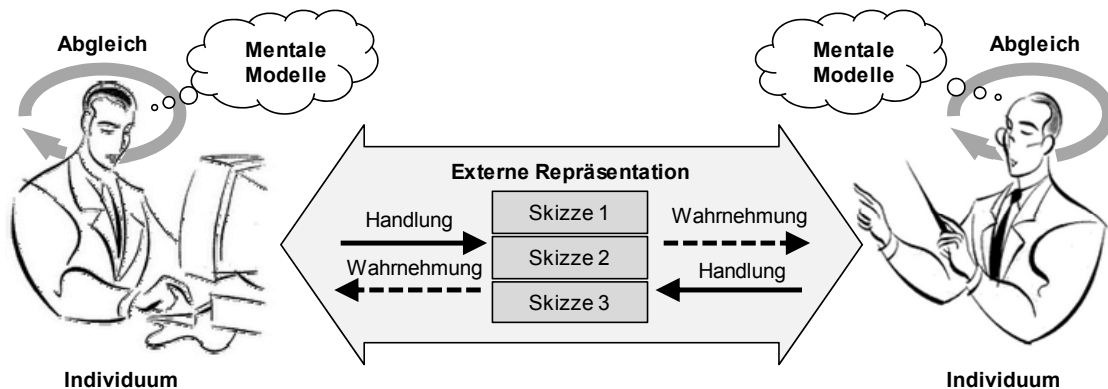 Abgleich
Mentale
Modelle
Mentale
Modelle
Abgleich
Externe Repräsentation
Handlung
Wahrnehmung
Skizze 1
Skizze 2
Skizze 3
Wahrnehmung
Handlung
Individuum
Individuum